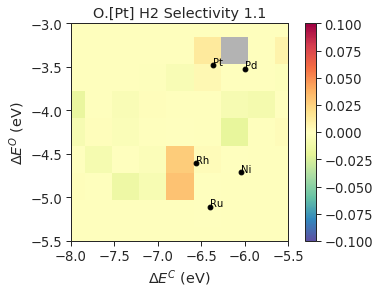 O.[Pt] H2 Selectivity 1.1
−3.0
−3.5
−4.0
−4.5
−5.0
−5.5
ΔE^O (eV)
Pt
Pd
Rh
Ni
Ru
−8.0 −7.5 −7.0 −6.5 −6.0 −5.5
ΔE^C (eV)
0.100
0.075
0.050
0.025
0.000
−0.025
−0.050
−0.075
−0.100